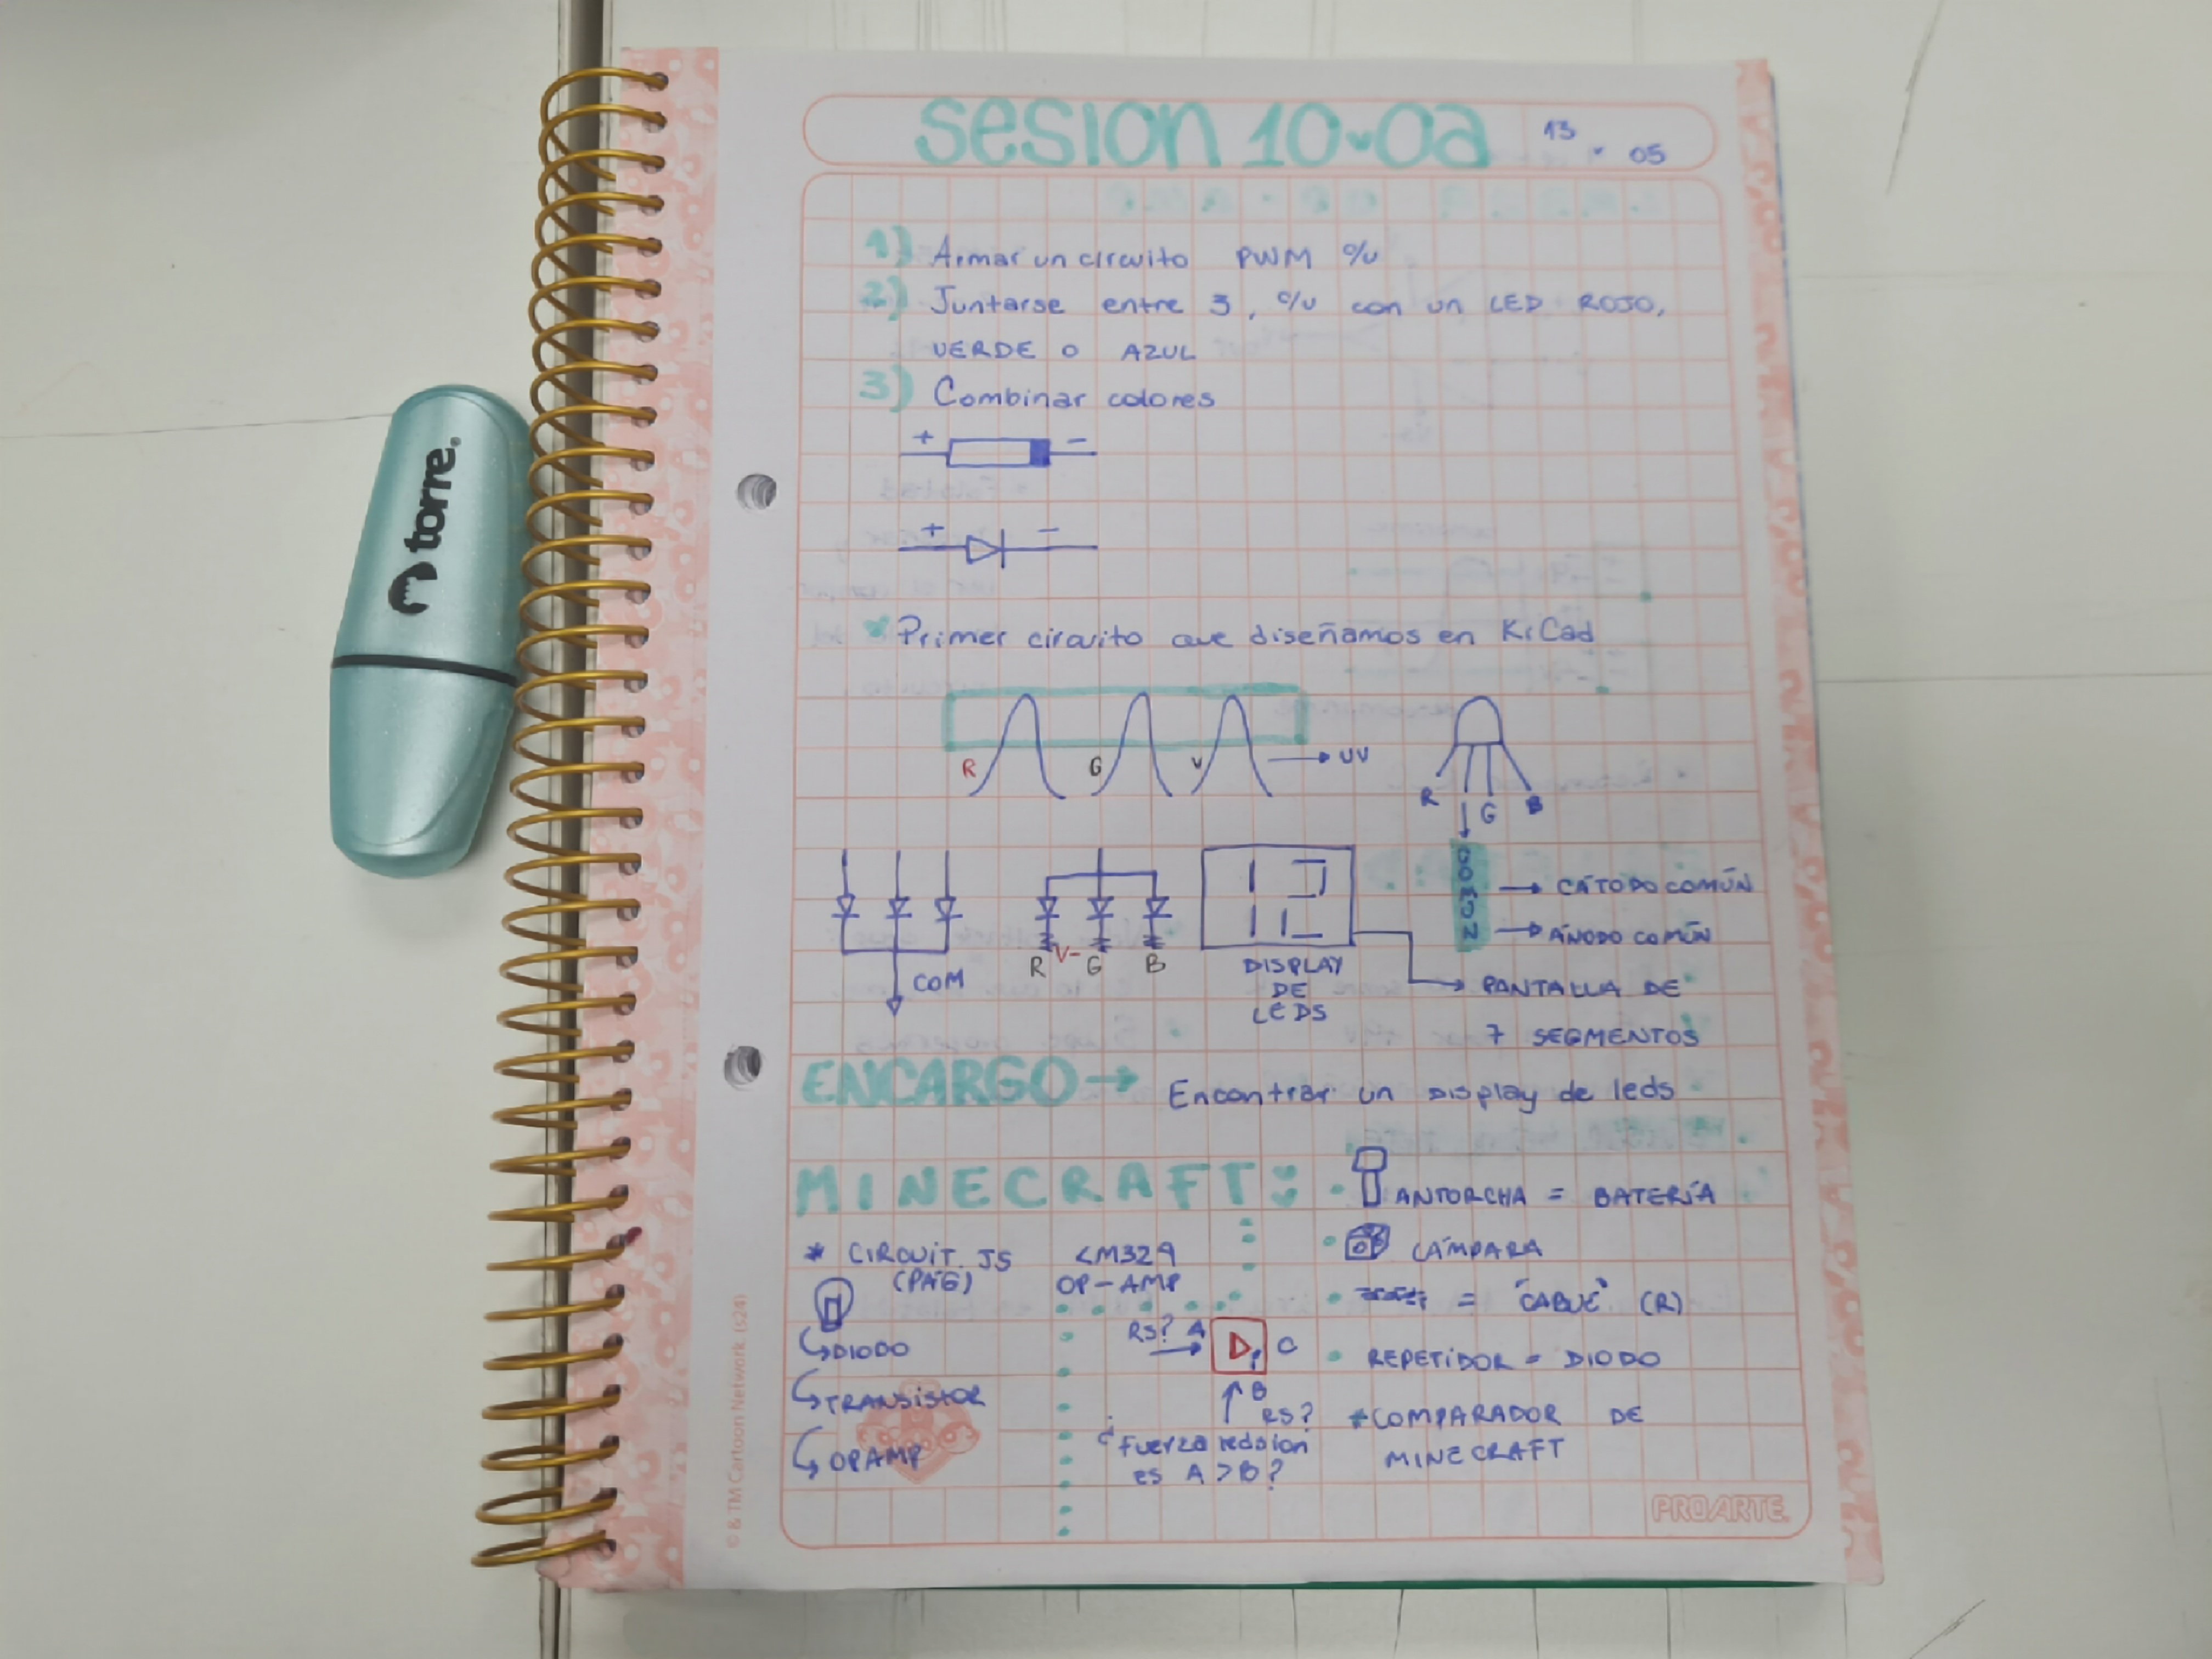 sesion 10-0a 13 - 05
1) Armar un circuito PWM c/u
2) Juntarse entre 3, c/u con un LED ROJO,
VERDE O AZUL
3) Combinar colores
+ -
+ -
* Primer circuito que diseñamos en KiCad
R G V → UV
R G B
COMÚN
→ CÁTODO COMÚN
→ ÁNODO COMÚN
COM
R V- G B
DISPLAY
DE
LEDS
→ PANTALLA DE
7 SEGMENTOS
ENCARGO → Encontrar un display de leds
MINECRAFT:
* CIRCUIT JS
(PÁG)
DIODO
TRANSISTOR
OPAMP
LM324
OP-AMP
RS? A
D
C
↑ B
RS?
¿Fuerza redsion
es A > B?
• ANTORCHA = BATERÍA
• LÁMPARA
• = "CABLE" (R)
• REPETIDOR = DIODO
*COMPARADOR DE
MINECRAFT
PROARTE
© & TM Cartoon Network (s24)
torre.